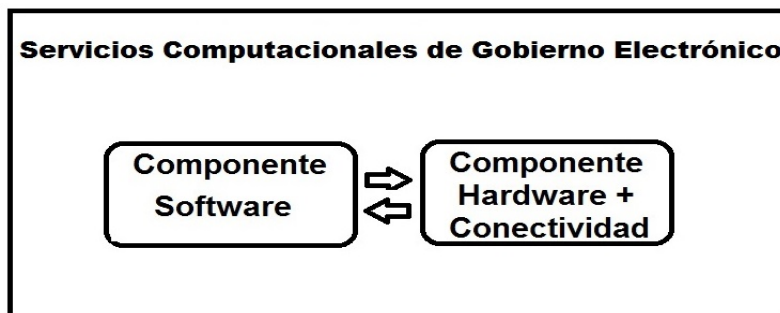 Servicios Computacionales de Gobierno Electrónico
Componente
Software
Componente
Hardware +
Conectividad